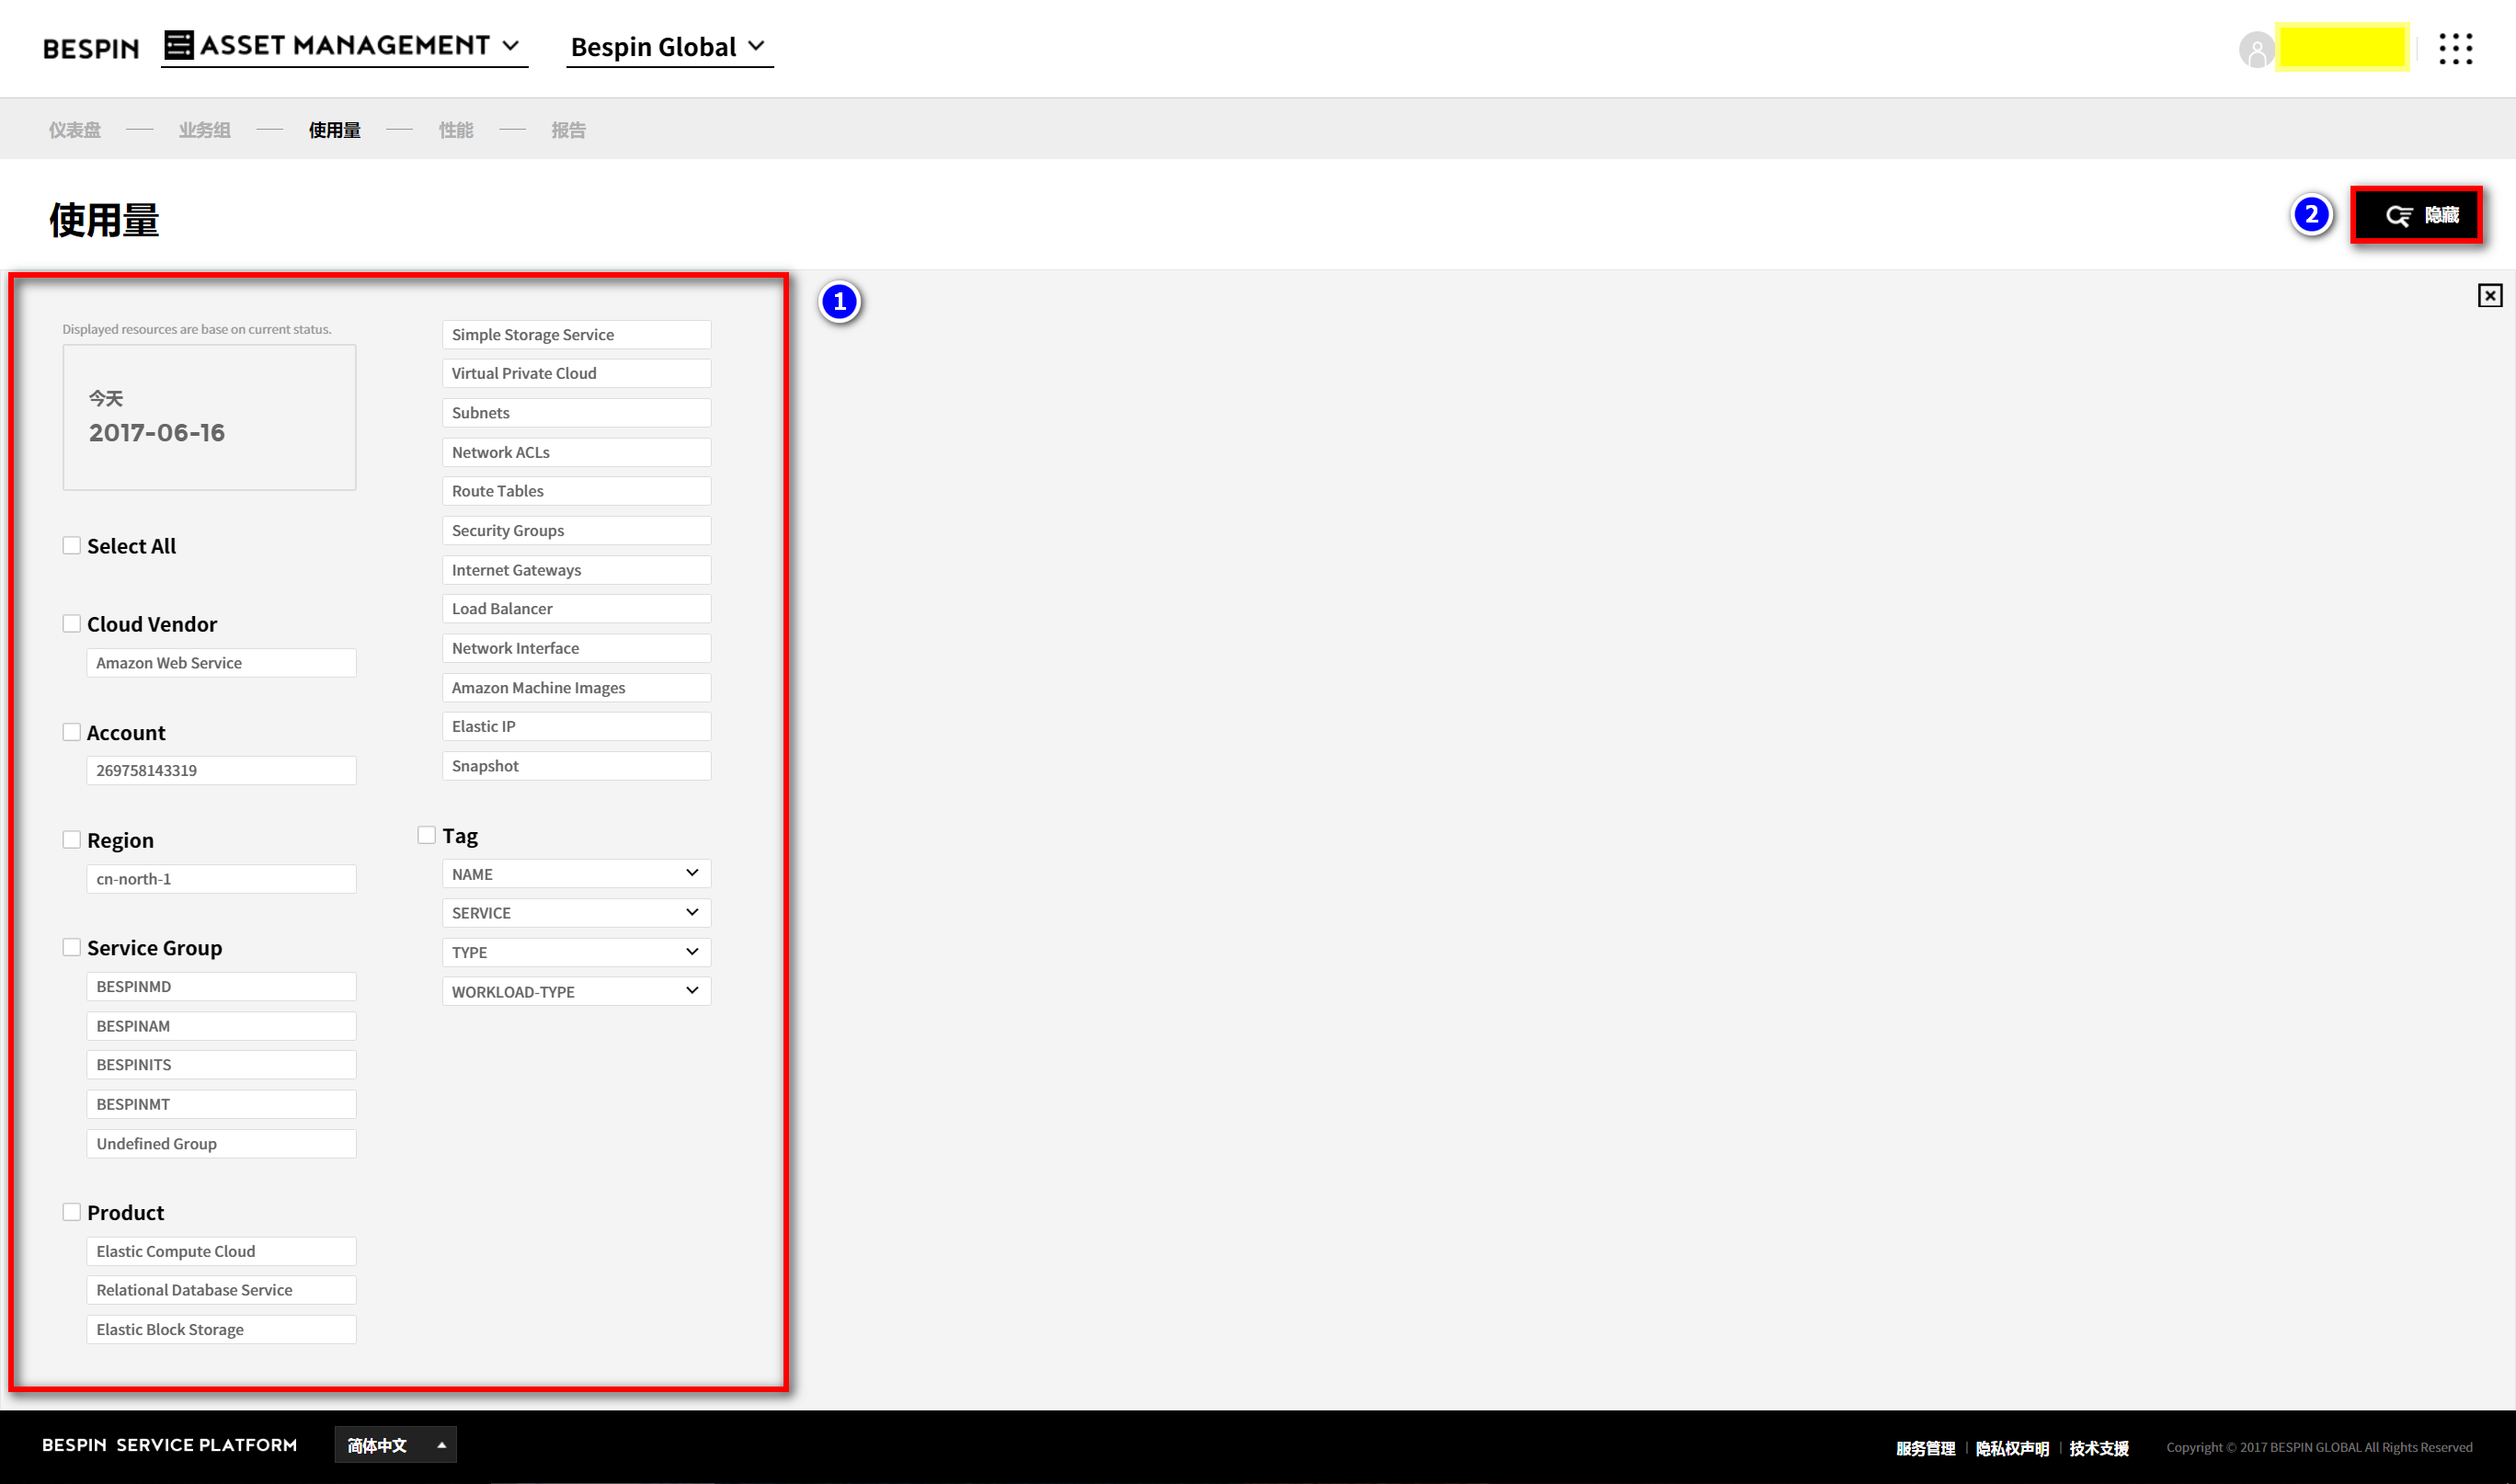 BESPIN ASSET MANAGEMENT Bespin Global
仪表盘 业务组 使用量 性能 报告
使用量
2 隐藏
1
Displayed resources are base on current status.
今天
2017-06-16
Select All
Cloud Vendor
Amazon Web Service
Account
269758143319
Region
cn-north-1
Service Group
BESPINMD
BESPINAM
BESPINITS
BESPINMT
Undefined Group
Product
Elastic Compute Cloud
Relational Database Service
Elastic Block Storage
Simple Storage Service
Virtual Private Cloud
Subnets
Network ACLs
Route Tables
Security Groups
Internet Gateways
Load Balancer
Network Interface
Amazon Machine Images
Elastic IP
Snapshot
Tag
NAME
SERVICE
TYPE
WORKLOAD-TYPE
BESPIN SERVICE PLATFORM 简体中文 服务管理 | 隐私权声明 | 技术支援 Copyright © 2017 BESPIN GLOBAL All Rights Reserved